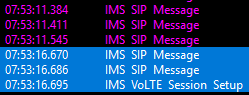 07:53:11.384 IMS SIP Message
07:53:11.411 IMS SIP Message
07:53:11.545 IMS SIP Message
07:53:16.670 IMS SIP Message
07:53:16.686 IMS SIP Message
07:53:16.695 IMS VoLTE Session Setup